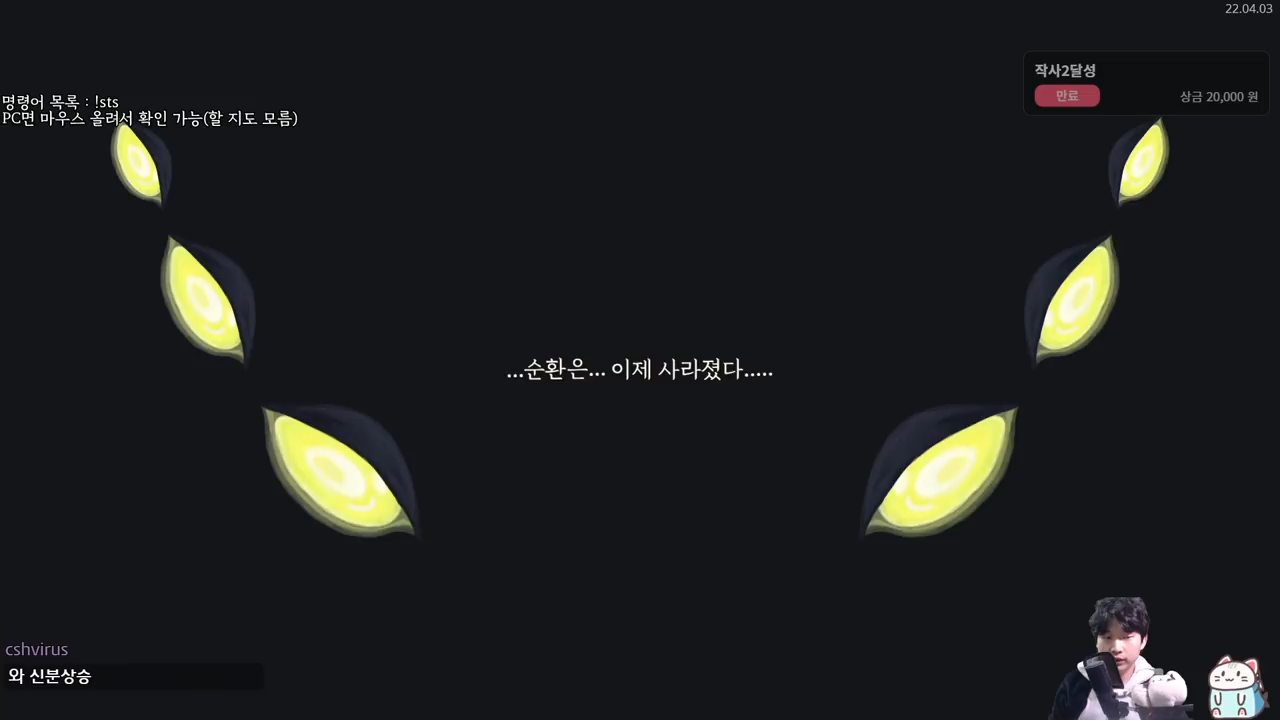 22.04.03
작사2달성
만료
상금 20,000 원
명령어 목록 : !sts
PC면 마우스 올려서 확인 가능(할 지도 모름)
...순환은... 이제 사라졌다.....
cshvirus
와 신분상승